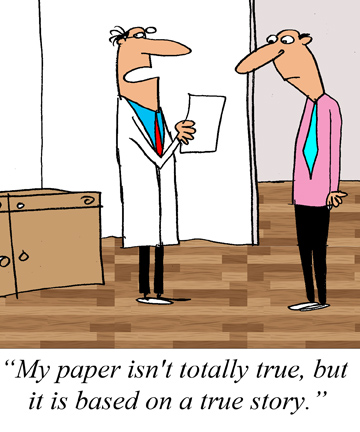 “My paper isn't totally true, but
it is based on a true story.”